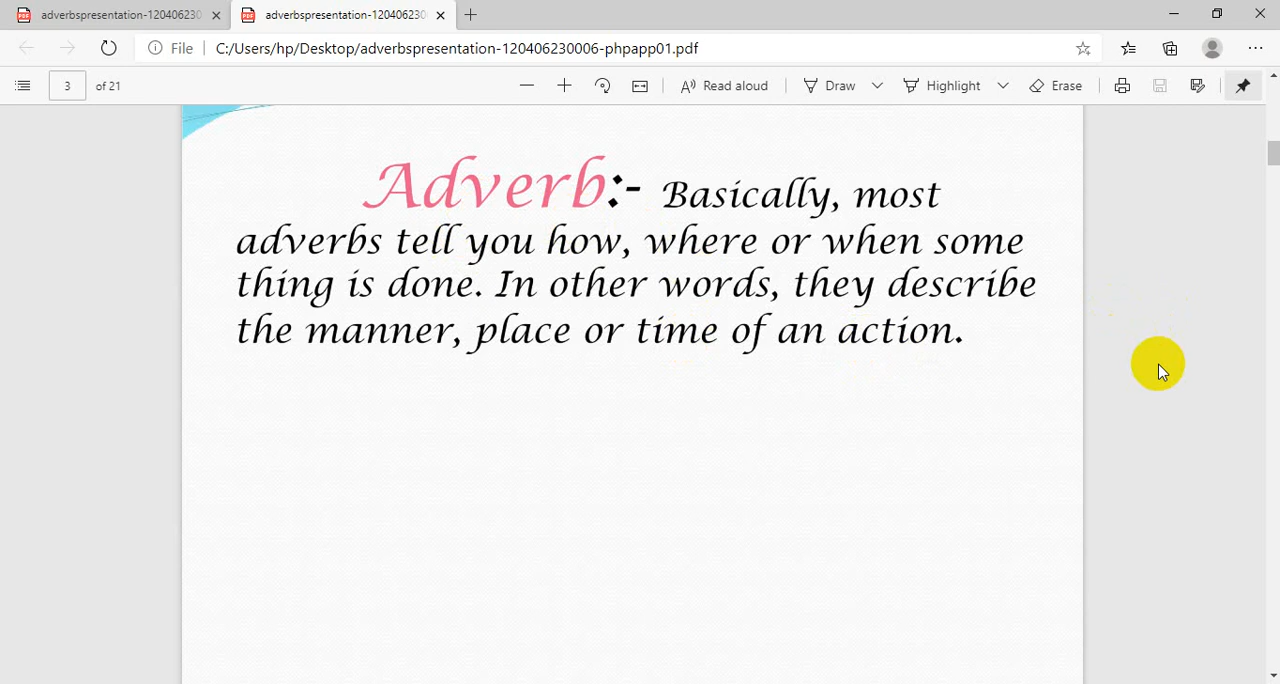 adverbspresentation-120406230
adverbspresentation-120406230
File
C:/Users/hp/Desktop/adverbspresentation-120406230006-phpapp01.pdf
3 of 21
A)) Read aloud
Draw
Highlight
Erase
Adverb:- Basically, most
adverbs tell you how, where or when some
thing is done. In other words, they describe
the manner, place or time of an action.